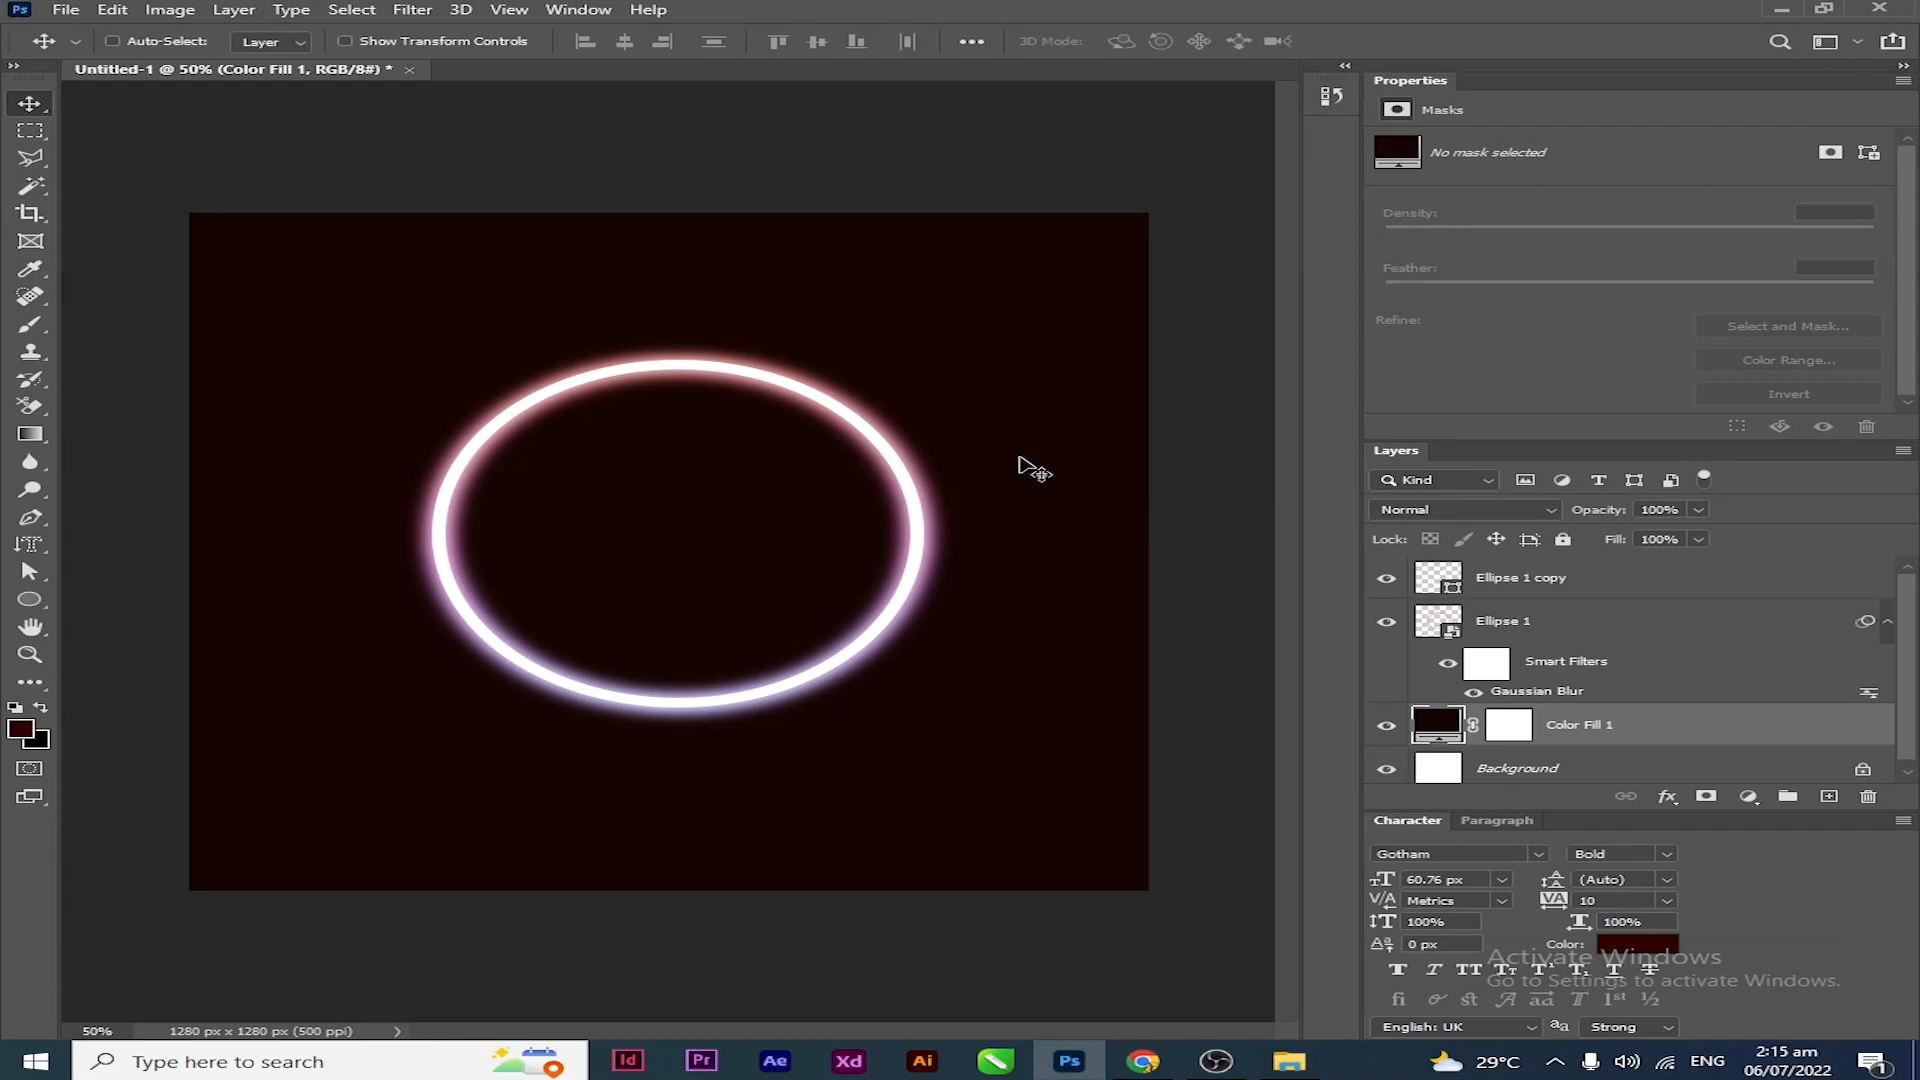 Ps File Edit Image Layer Type Select Filter 3D View Window Help
Auto-Select: Layer Show Transform Controls 3D Mode:
Untitled-1 @ 50% (Color Fill 1, RGB/8#) *
Properties
Masks
No mask selected
Density:
Feather:
Refine:
Select and Mask...
Color Range...
Invert
Layers
Kind
Normal Opacity: 100%
Lock: Fill: 100%
Ellipse 1 copy
Ellipse 1
Smart Filters
Gaussian Blur
Color Fill 1
Background
fx
Character Paragraph
Gotham Bold
60.76 px (Auto)
Metrics 10
100% 100%
0 px Color:
Activate Windows
Go to Settings to activate Windows.
English: UK aa Strong
50% 1280 px x 1280 px (500 ppi)
Type here to search Id Pr Ae Xd Ai Ps 29°C ENG 2:15 am
06/07/2022
1